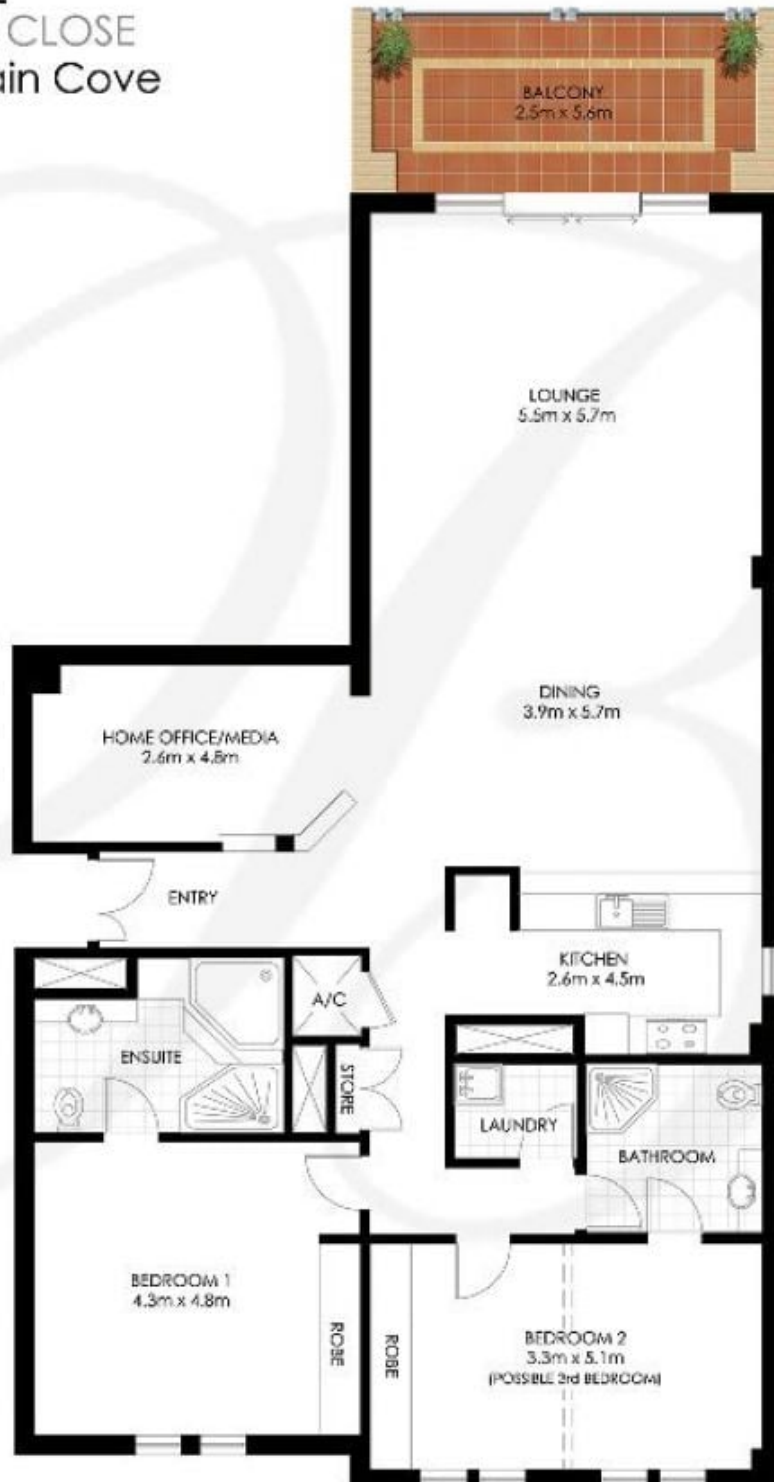 CLOSE
ain Cove
BALCONY
2.5m x 5.6m
LOUNGE
5.5m x 5.7m
DINING
3.9m x 5.7m
HOME OFFICE/MEDIA
2.6m x 4.8m
ENTRY
KITCHEN
2.6m x 4.5m
A/C
ENSUITE
STORE
LAUNDRY
BATHROOM
BEDROOM 1
4.3m x 4.8m
ROBE
ROBE
BEDROOM 2
3.3m x 5.1m
(POSSIBLE 3rd BEDROOM)